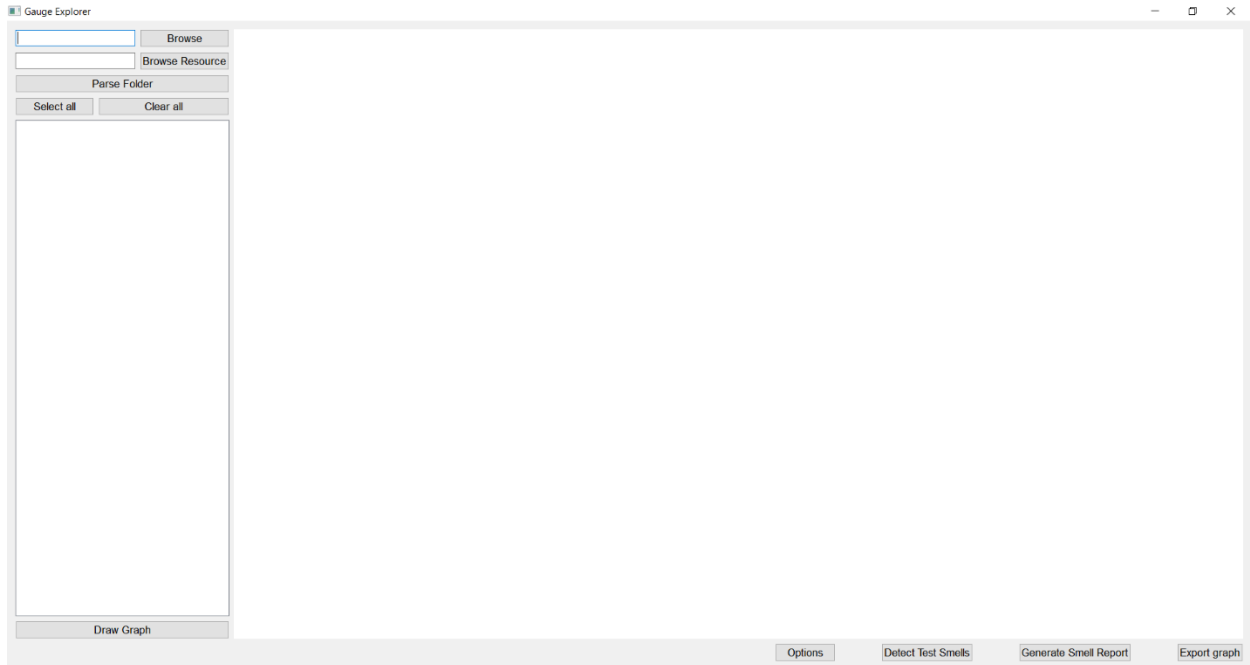 Gauge Explorer
Browse
Browse Resource
Parse Folder
Select all Clear all
Draw Graph
Options Detect Test Smells Generate Smell Report Export graph